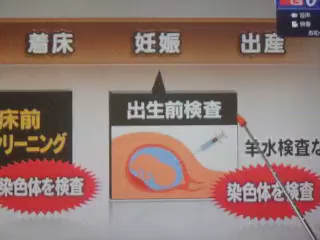 着床 妊娠 出産
出生前検査
床前
クリーニング
羊水検査な
染色体を検査
染色体を検査